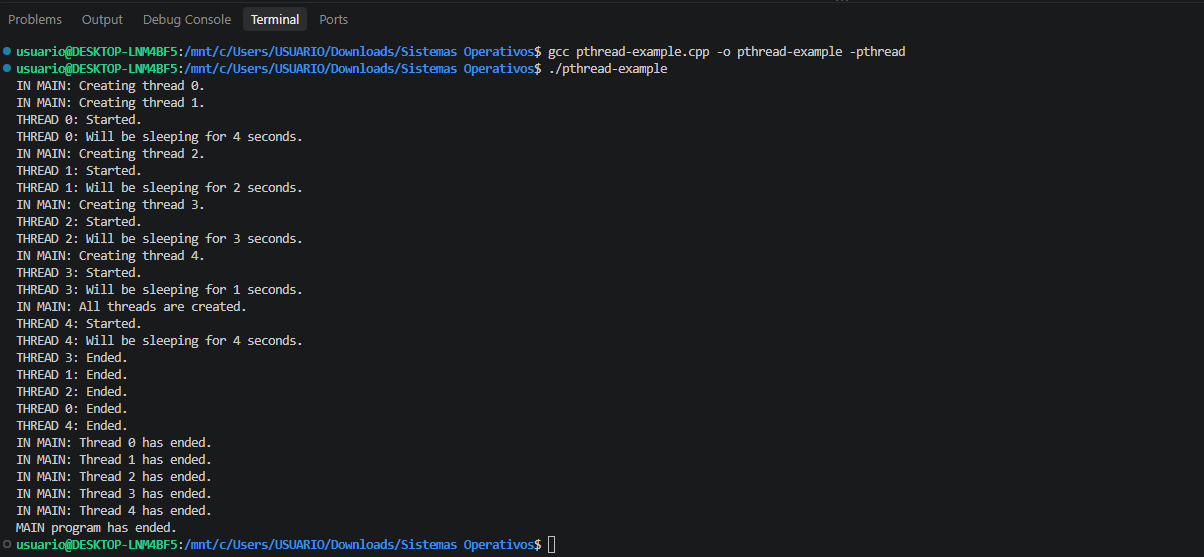 Problems Output Debug Console Terminal Ports
usuario@DESKTOP-LNM4BF5:/mnt/c/Users/USUARIO/Downloads/Sistemas Operativos$ gcc pthread-example.cpp -o pthread-example -pthread
usuario@DESKTOP-LNM4BF5:/mnt/c/Users/USUARIO/Downloads/Sistemas Operativos$ ./pthread-example
IN MAIN: Creating thread 0.
IN MAIN: Creating thread 1.
THREAD 0: Started.
THREAD 0: Will be sleeping for 4 seconds.
IN MAIN: Creating thread 2.
THREAD 1: Started.
THREAD 1: Will be sleeping for 2 seconds.
IN MAIN: Creating thread 3.
THREAD 2: Started.
THREAD 2: Will be sleeping for 3 seconds.
IN MAIN: Creating thread 4.
THREAD 3: Started.
THREAD 3: Will be sleeping for 1 seconds.
IN MAIN: All threads are created.
THREAD 4: Started.
THREAD 4: Will be sleeping for 4 seconds.
THREAD 3: Ended.
THREAD 1: Ended.
THREAD 2: Ended.
THREAD 0: Ended.
THREAD 4: Ended.
IN MAIN: Thread 0 has ended.
IN MAIN: Thread 1 has ended.
IN MAIN: Thread 2 has ended.
IN MAIN: Thread 3 has ended.
IN MAIN: Thread 4 has ended.
MAIN program has ended.
usuario@DESKTOP-LNM4BF5:/mnt/c/Users/USUARIO/Downloads/Sistemas Operativos$